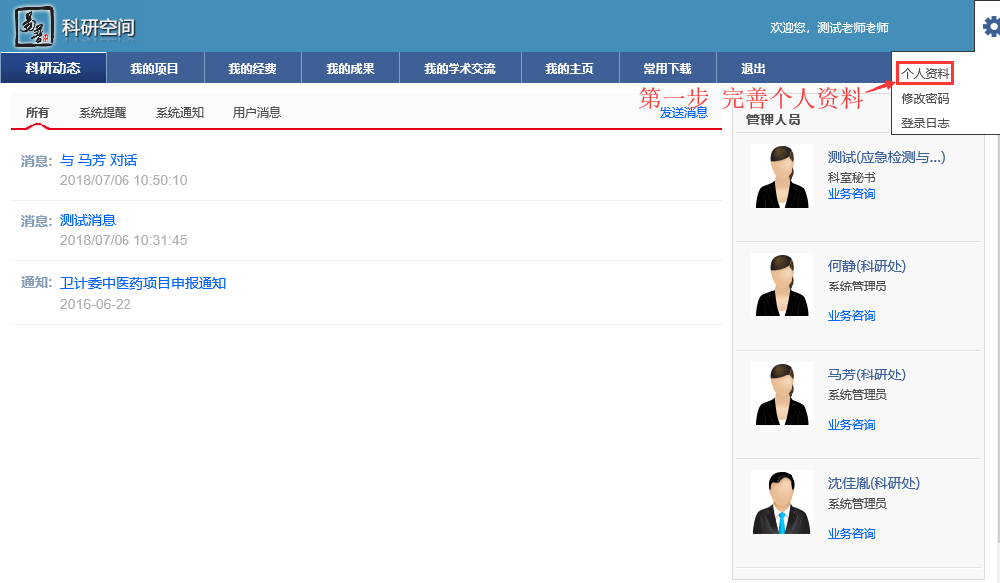 易普 科研空间
欢迎您，测试老师老师
科研动态 我的项目 我的经费 我的成果 我的学术交流 我的主页 常用下载 退出
个人资料
修改密码
登录日志
第一步 完善个人资料
所有 系统提醒 系统通知 用户消息 发送消息
消息: 与 马芳 对话
2018/07/06 10:50:10
消息: 测试消息
2018/07/06 10:31:45
通知: 卫计委中医药项目申报通知
2016-06-22
管理人员
测试(应急检测与...)
科室秘书
业务咨询
何静(科研处)
系统管理员
业务咨询
马芳(科研处)
系统管理员
业务咨询
沈佳胤(科研处)
系统管理员
业务咨询